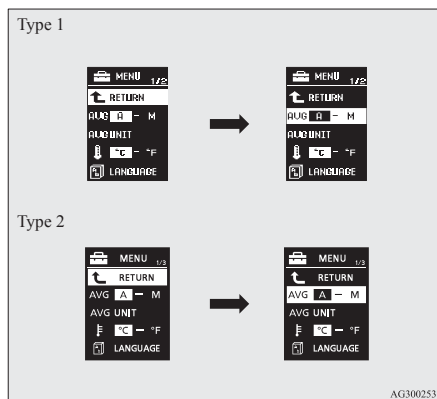 Type 1
MENU 1/2
RETURN
AVG A - M
AVG UNIT
°C - °F
LANGUAGE
MENU 1/2
RETURN
AVG A - M
AVG UNIT
°C - °F
LANGUAGE
Type 2
MENU 1/3
RETURN
AVG A - M
AVG UNIT
°C - °F
LANGUAGE
MENU 1/3
RETURN
AVG A - M
AVG UNIT
°C - °F
LANGUAGE
AG300253